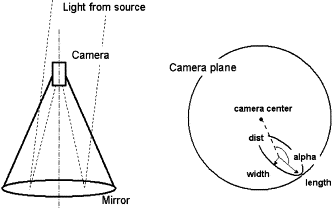 Light from source
Camera
Mirror
Camera plane
camera center
dist
alpha
width
length